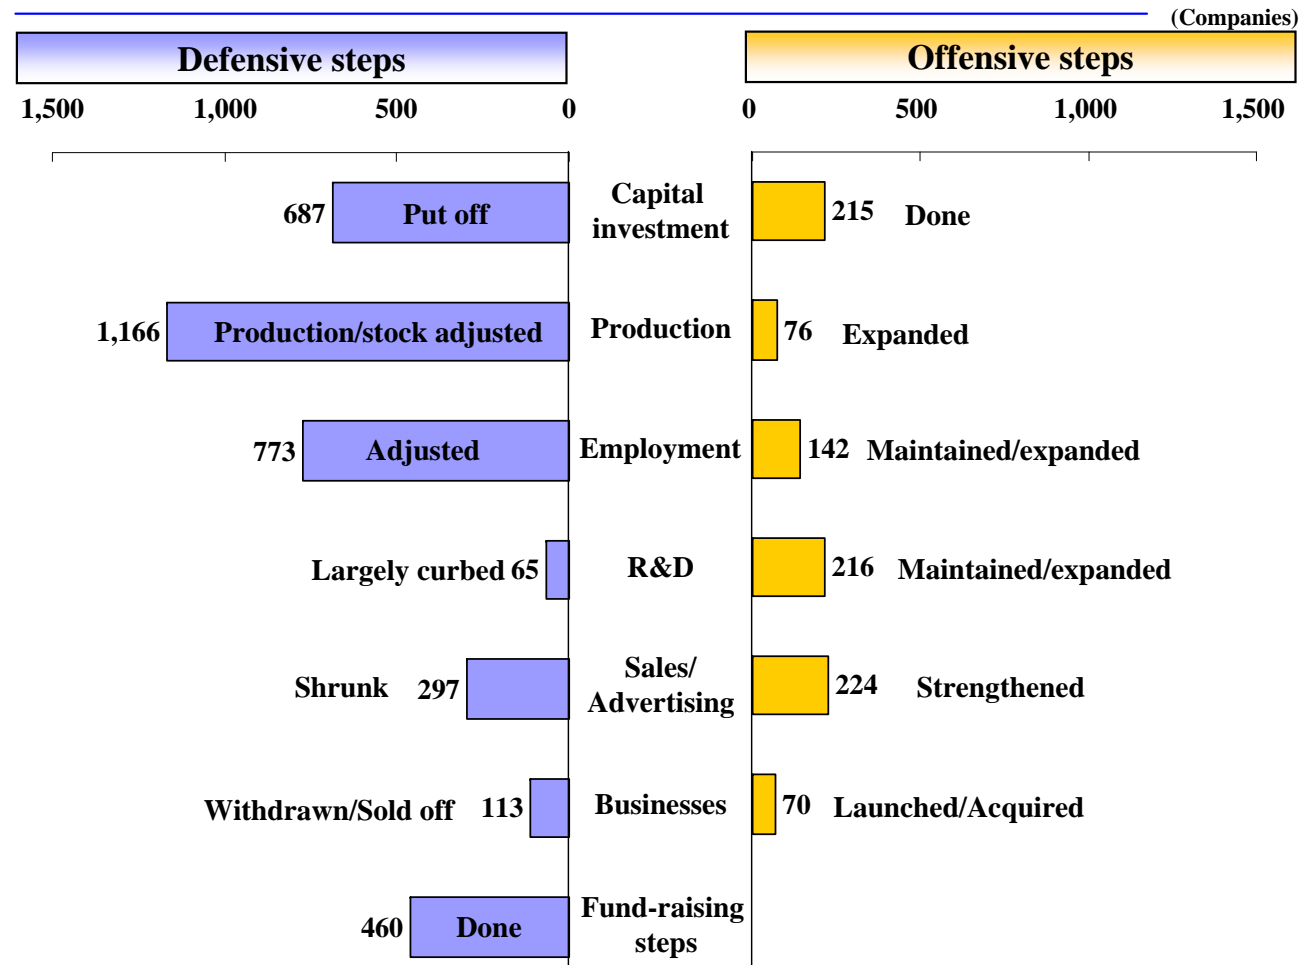 (Companies)
Defensive steps
Offensive steps
1,500 1,000 500 0
0 500 1,000 1,500
687 Put off
Capital
investment
215 Done
1,166 Production/stock adjusted
Production
76 Expanded
773 Adjusted
Employment
142 Maintained/expanded
Largely curbed 65
R&D
216 Maintained/expanded
Shrunk 297
Sales/
Advertising
224 Strengthened
Withdrawn/Sold off 113
Businesses
70 Launched/Acquired
460 Done
Fund-raising
steps